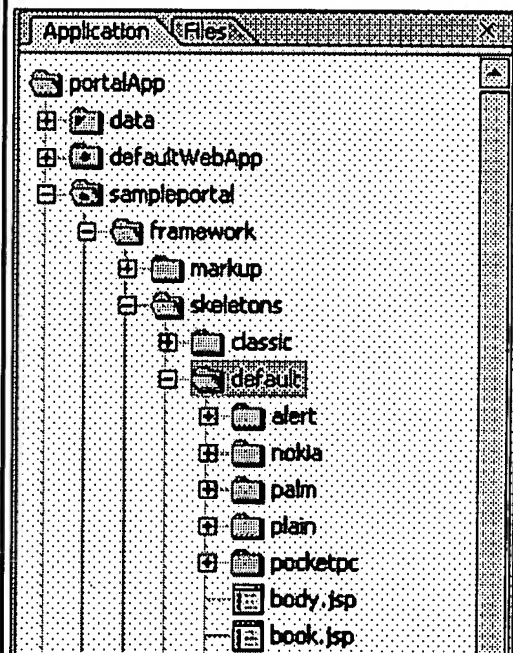 Application Files
portalApp
data
defaultWebApp
sampleportal
framework
markup
skeletons
classic
default
alert
nokia
palm
plain
pocketpc
body.jsp
book.jsp